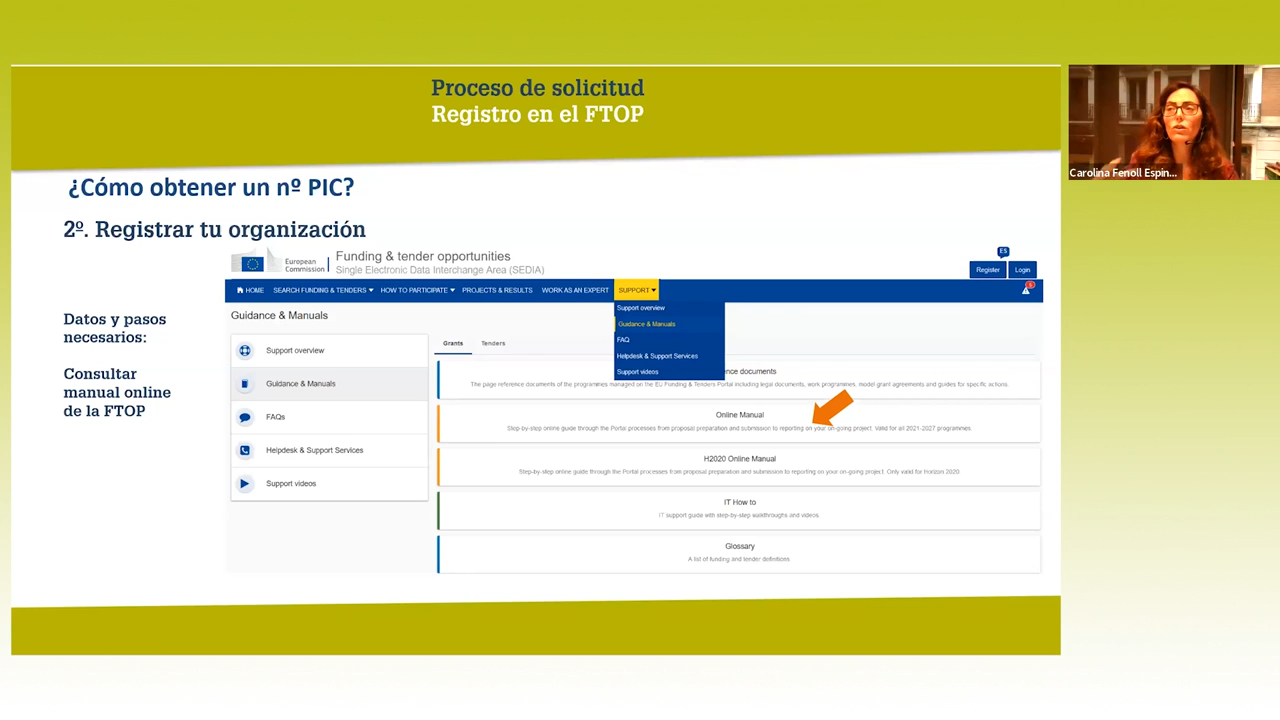 Proceso de solicitud
Registro en el FTOP
Carolina Fenoll Espin...
¿Cómo obtener un nº PIC?
2º. Registrar tu organización
European
Commission
Funding & tender opportunities
Single Electronic Data Interchange Area (SEDIA)
ES
Register
Login
HOME
SEARCH FUNDING & TENDERS
HOW TO PARTICIPATE
PROJECTS & RESULTS
WORK AS AN EXPERT
SUPPORT
Support overview
Guidance & Manuals
FAQ
Helpdesk & Support Services
Support videos
Guidance & Manuals
Support overview
Guidance & Manuals
FAQs
Helpdesk & Support Services
Support videos
Datos y pasos
necesarios:
Consultar
manual online
de la FTOP
Grants
Tenders
documents
The page reference documents of the programmes managed on the EU Funding & Tenders Portal including legal documents, work programmes, model grant agreements and guides for specific actions.
Online Manual
Step-by-step online guide through the Portal processes from proposal preparation and submission to reporting on your on-going project. Valid for all 2021-2027 programmes
H2020 Online Manual
Step-by-step online guide through the Portal processes from proposal preparation and submission to reporting on your on-going project. Only valid for Horizon 2020
IT How to
IT support guide with step-by-step walkthroughs and videos
Glossary
A list of funding and tender definitions